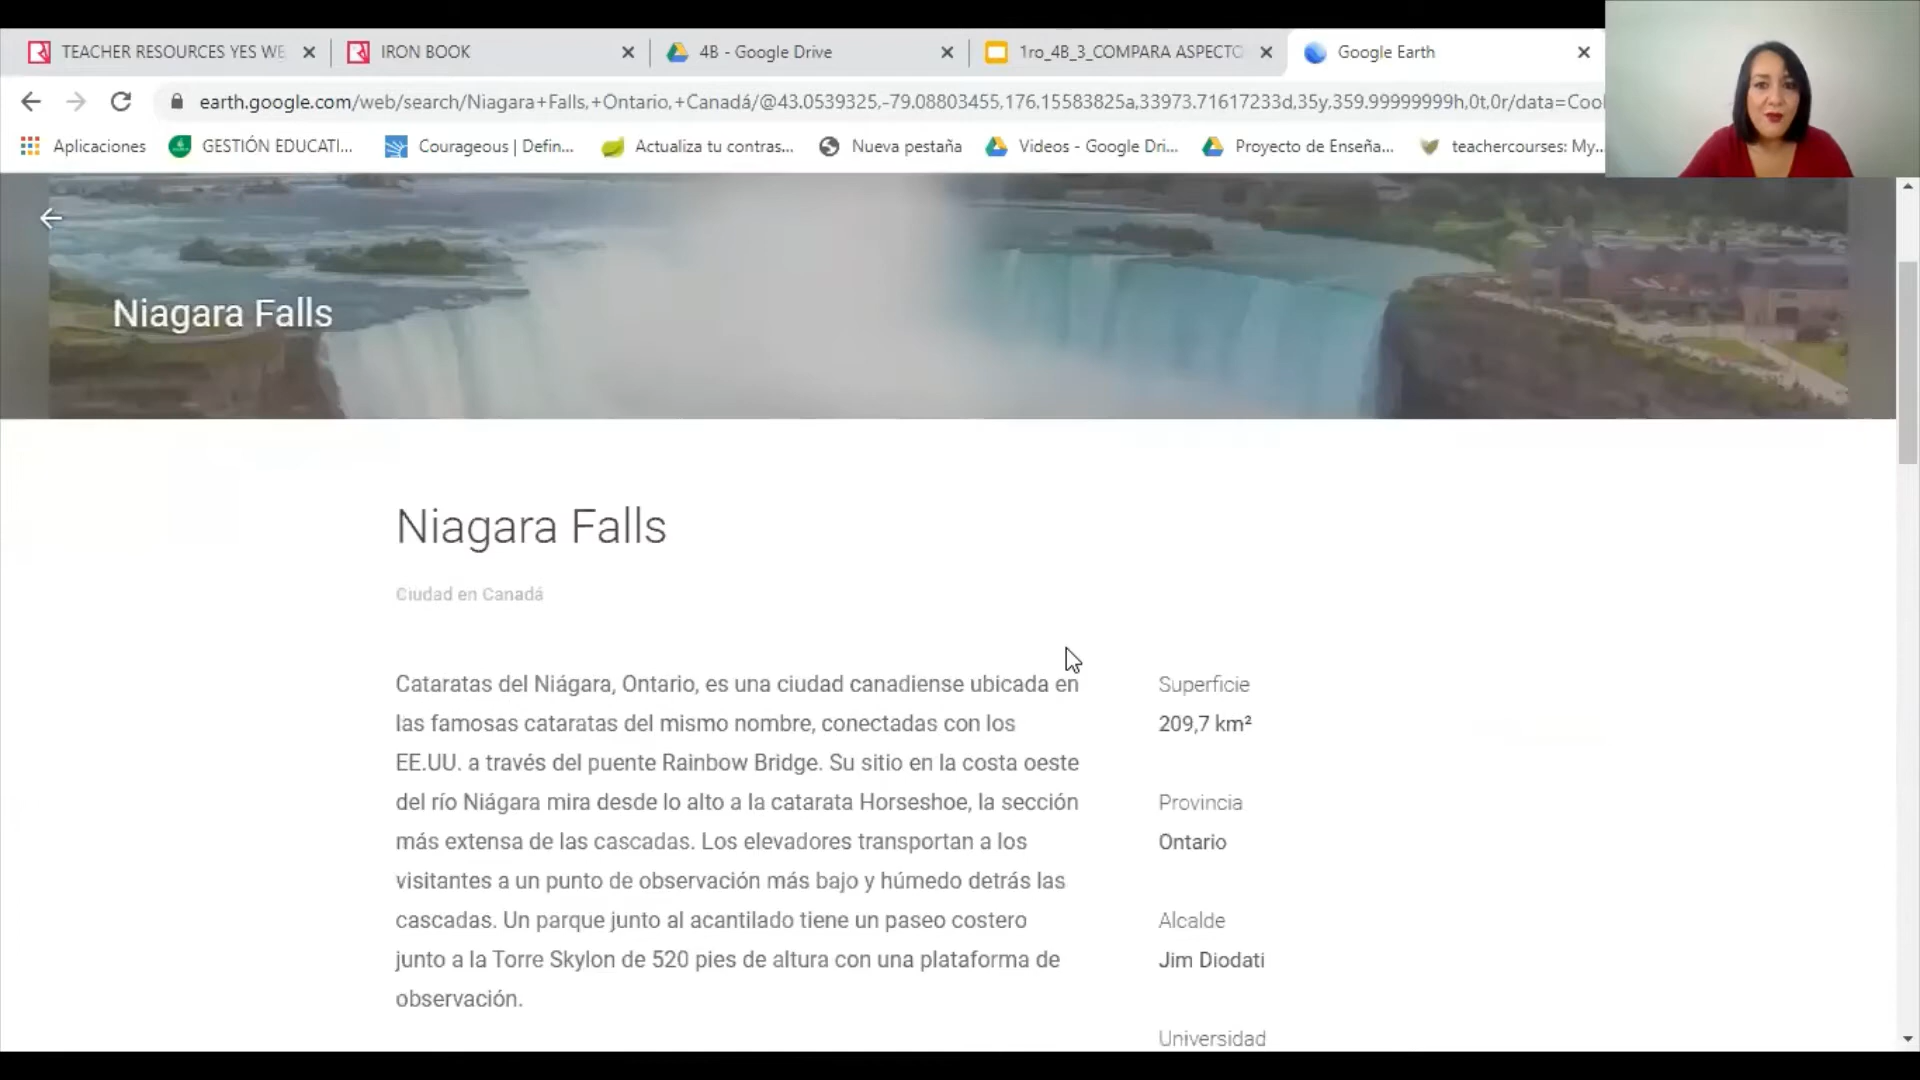 TEACHER RESOURCES YES WE
IRON BOOK
4B - Google Drive
1ro_4B_3_COMPARA ASPECTO
Google Earth
earth.google.com/web/search/Niagara+Falls,+Ontario,+Canadá/@43.0539325,-79.08803455,176.15583825a,33973.71617233d,35y,359.99999999h,0t,0r/data=Cool
Aplicaciones
GESTIÓN EDUCATI...
Courageous | Defin...
Actualiza tu contras...
Nueva pestaña
Videos - Google Dri...
Proyecto de Enseña...
teachercourses: My...
Niagara Falls
Niagara Falls
Ciudad en Canadá
Cataratas del Niágara, Ontario, es una ciudad canadiense ubicada en
las famosas cataratas del mismo nombre, conectadas con los
EE.UU. a través del puente Rainbow Bridge. Su sitio en la costa oeste
del río Niágara mira desde lo alto a la catarata Horseshoe, la sección
más extensa de las cascadas. Los elevadores transportan a los
visitantes a un punto de observación más bajo y húmedo detrás las
cascadas. Un parque junto al acantilado tiene un paseo costero
junto a la Torre Skylon de 520 pies de altura con una plataforma de
observación.
Superficie
209,7 km²
Provincia
Ontario
Alcalde
Jim Diodati
Universidad